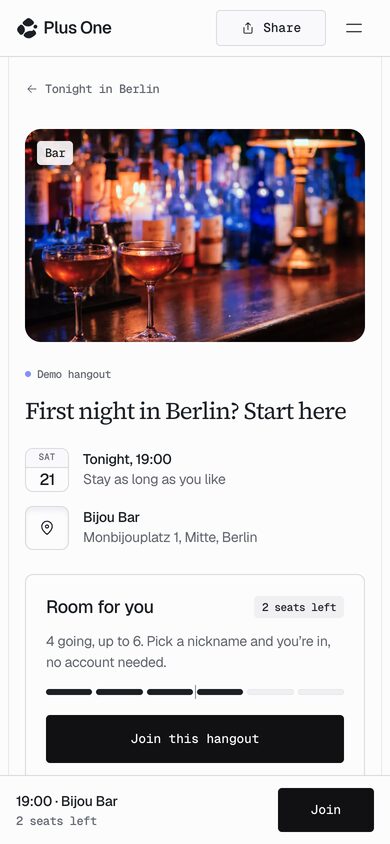 Plus One
Share
← Tonight in Berlin
Bar
Demo hangout
First night in Berlin? Start here
SAT
21
Tonight, 19:00
Stay as long as you like
Bijou Bar
Monbijouplatz 1, Mitte, Berlin
Room for you
2 seats left
4 going, up to 6. Pick a nickname and you’re in,
no account needed.
Join this hangout
19:00 · Bijou Bar
2 seats left
Join